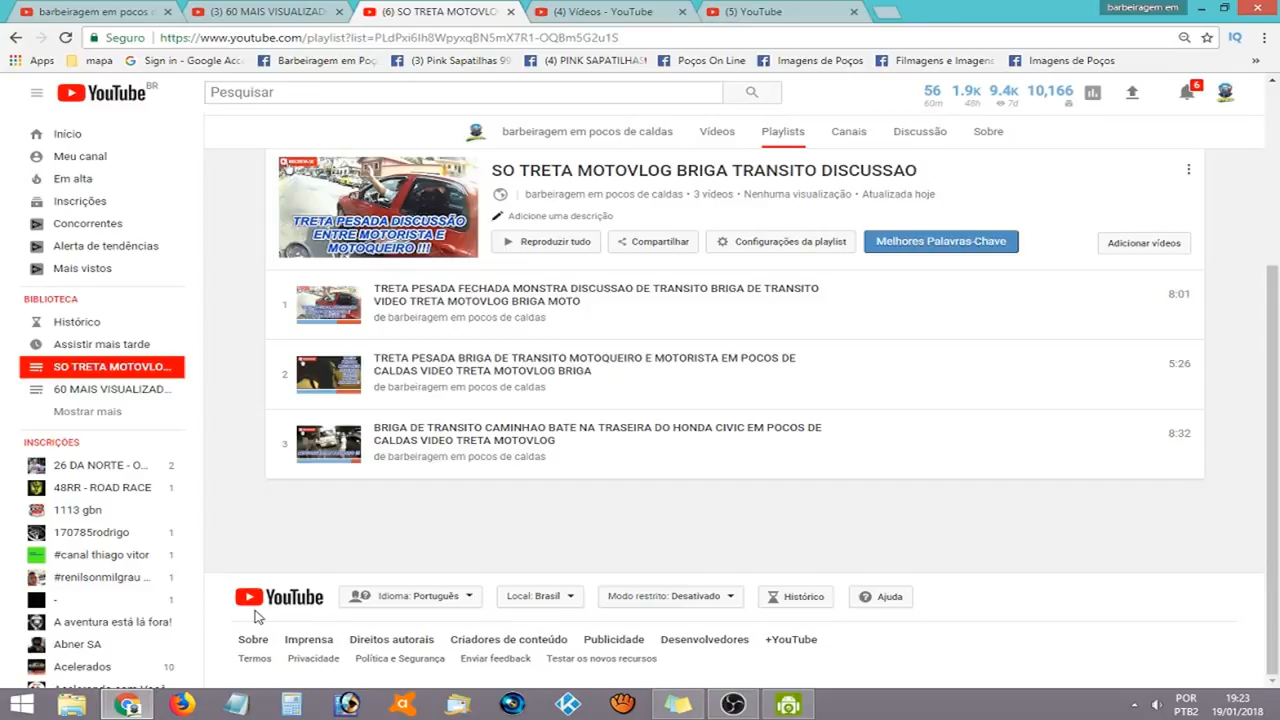 barbeiragem em pocos d
(3) 60 MAIS VISUALIZAD
(6) SO TRETA MOTOVLO
(4) Vídeos - YouTube
(5) YouTube
barbeiragem em
Seguro
https://www.youtube.com/playlist?list=PLdPxi6Ih8Wpyxq8N5mX7R1-OQBm5G2u1S
Apps
mapa
Sign in - Google Acc
Barbeiragem em Poç
(3) Pink Sapatilhas 99
(4) PINK SAPATILHAS
Poços On Line
Imagens de Poços
Filmagens e Imagens
Imagens de Poços
»
YouTube BR
Pesquisar
56 1.9K 9.4K 10,166
60m 48h 7d
6
barbeiragem em pocos de caldas
Vídeos
Playlists
Canais
Discussão
Sobre
Início
Meu canal
Em alta
Inscrições
Concorrentes
Alerta de tendências
Mais vistos
BIBLIOTECA
Histórico
Assistir mais tarde
SO TRETA MOTOVLO...
60 MAIS VISUALIZAD...
Mostrar mais
INSCRIÇÕES
26 DA NORTE - O... 2
48RR - ROAD RACE 1
1113 gbn
170785rodrigo 1
#canal thiago vitor 1
#renilsonmilgrau ... 1
- 1
A aventura está lá fora!
Abner SA
Acelerados 10
TRETA PESADA DISCUSSÃO
ENTRE MOTORISTA E
MOTOQUEIRO !!!
SO TRETA MOTOVLOG BRIGA TRANSITO DISCUSSAO
barbeiragem em pocos de caldas • 3 vídeos • Nenhuma visualização • Atualizada hoje
Adicione uma descrição
Reproduzir tudo
Compartilhar
Configurações da playlist
Melhores Palavras-Chave
Adicionar vídeos
1
TRETA PESADA FECHADA MONSTRA DISCUSSAO DE TRANSITO BRIGA DE TRANSITO
VIDEO TRETA MOTOVLOG BRIGA MOTO
de barbeiragem em pocos de caldas
8:01
2
TRETA PESADA BRIGA DE TRANSITO MOTOQUEIRO E MOTORISTA EM POCOS DE
CALDAS VIDEO TRETA MOTOVLOG BRIGA
de barbeiragem em pocos de caldas
5:26
3
BRIGA DE TRANSITO CAMINHAO BATE NA TRASEIRA DO HONDA CIVIC EM POCOS DE
CALDAS VIDEO TRETA MOTOVLOG
de barbeiragem em pocos de caldas
8:32
YouTube
Idioma: Português
Local: Brasil
Modo restrito: Desativado
Histórico
Ajuda
Sobre
Imprensa
Direitos autorais
Criadores de conteúdo
Publicidade
Desenvolvedores
+YouTube
Termos
Privacidade
Política e Segurança
Enviar feedback
Testar os novos recursos
POR
PTB2
19:23
19/01/2018